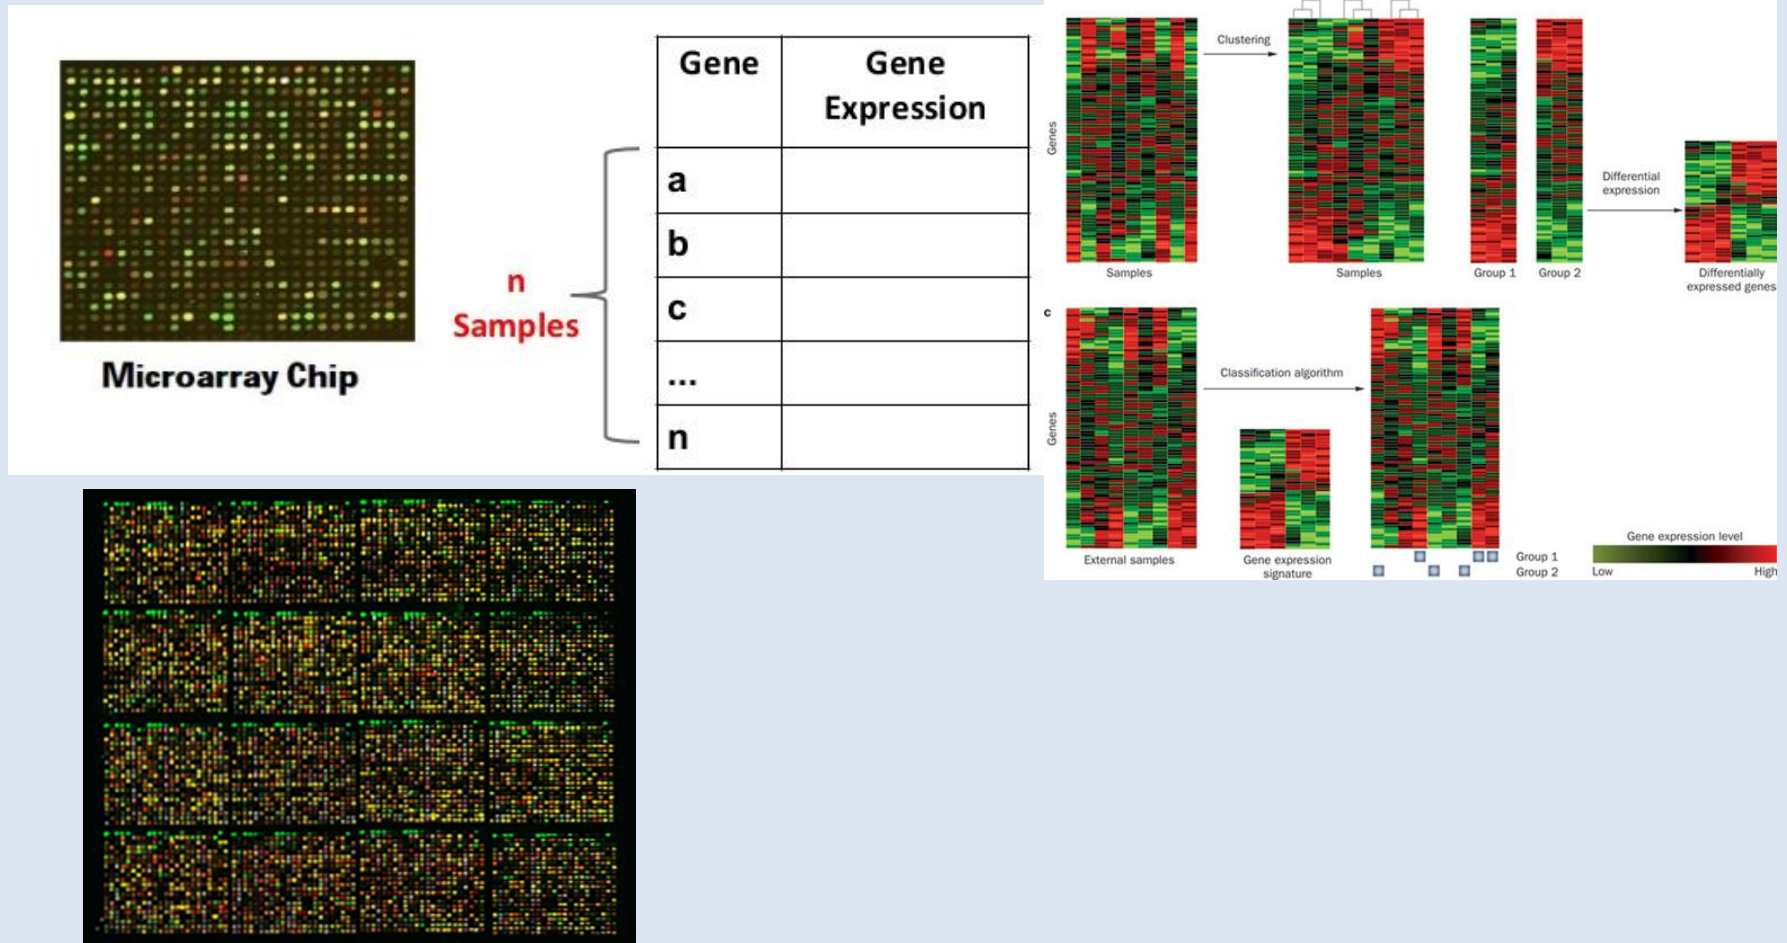 Microarray Chip
n
Samples
Gene
Gene
Expression
a
b
c
...
n
Genes
Samples
Clustering
Samples
Group 1
Group 2
Differential
expression
Differentially
expressed genes
c
Genes
External samples
Classification algorithm
Gene expression
signature
Group 1
Group 2
Gene expression level
Low
High